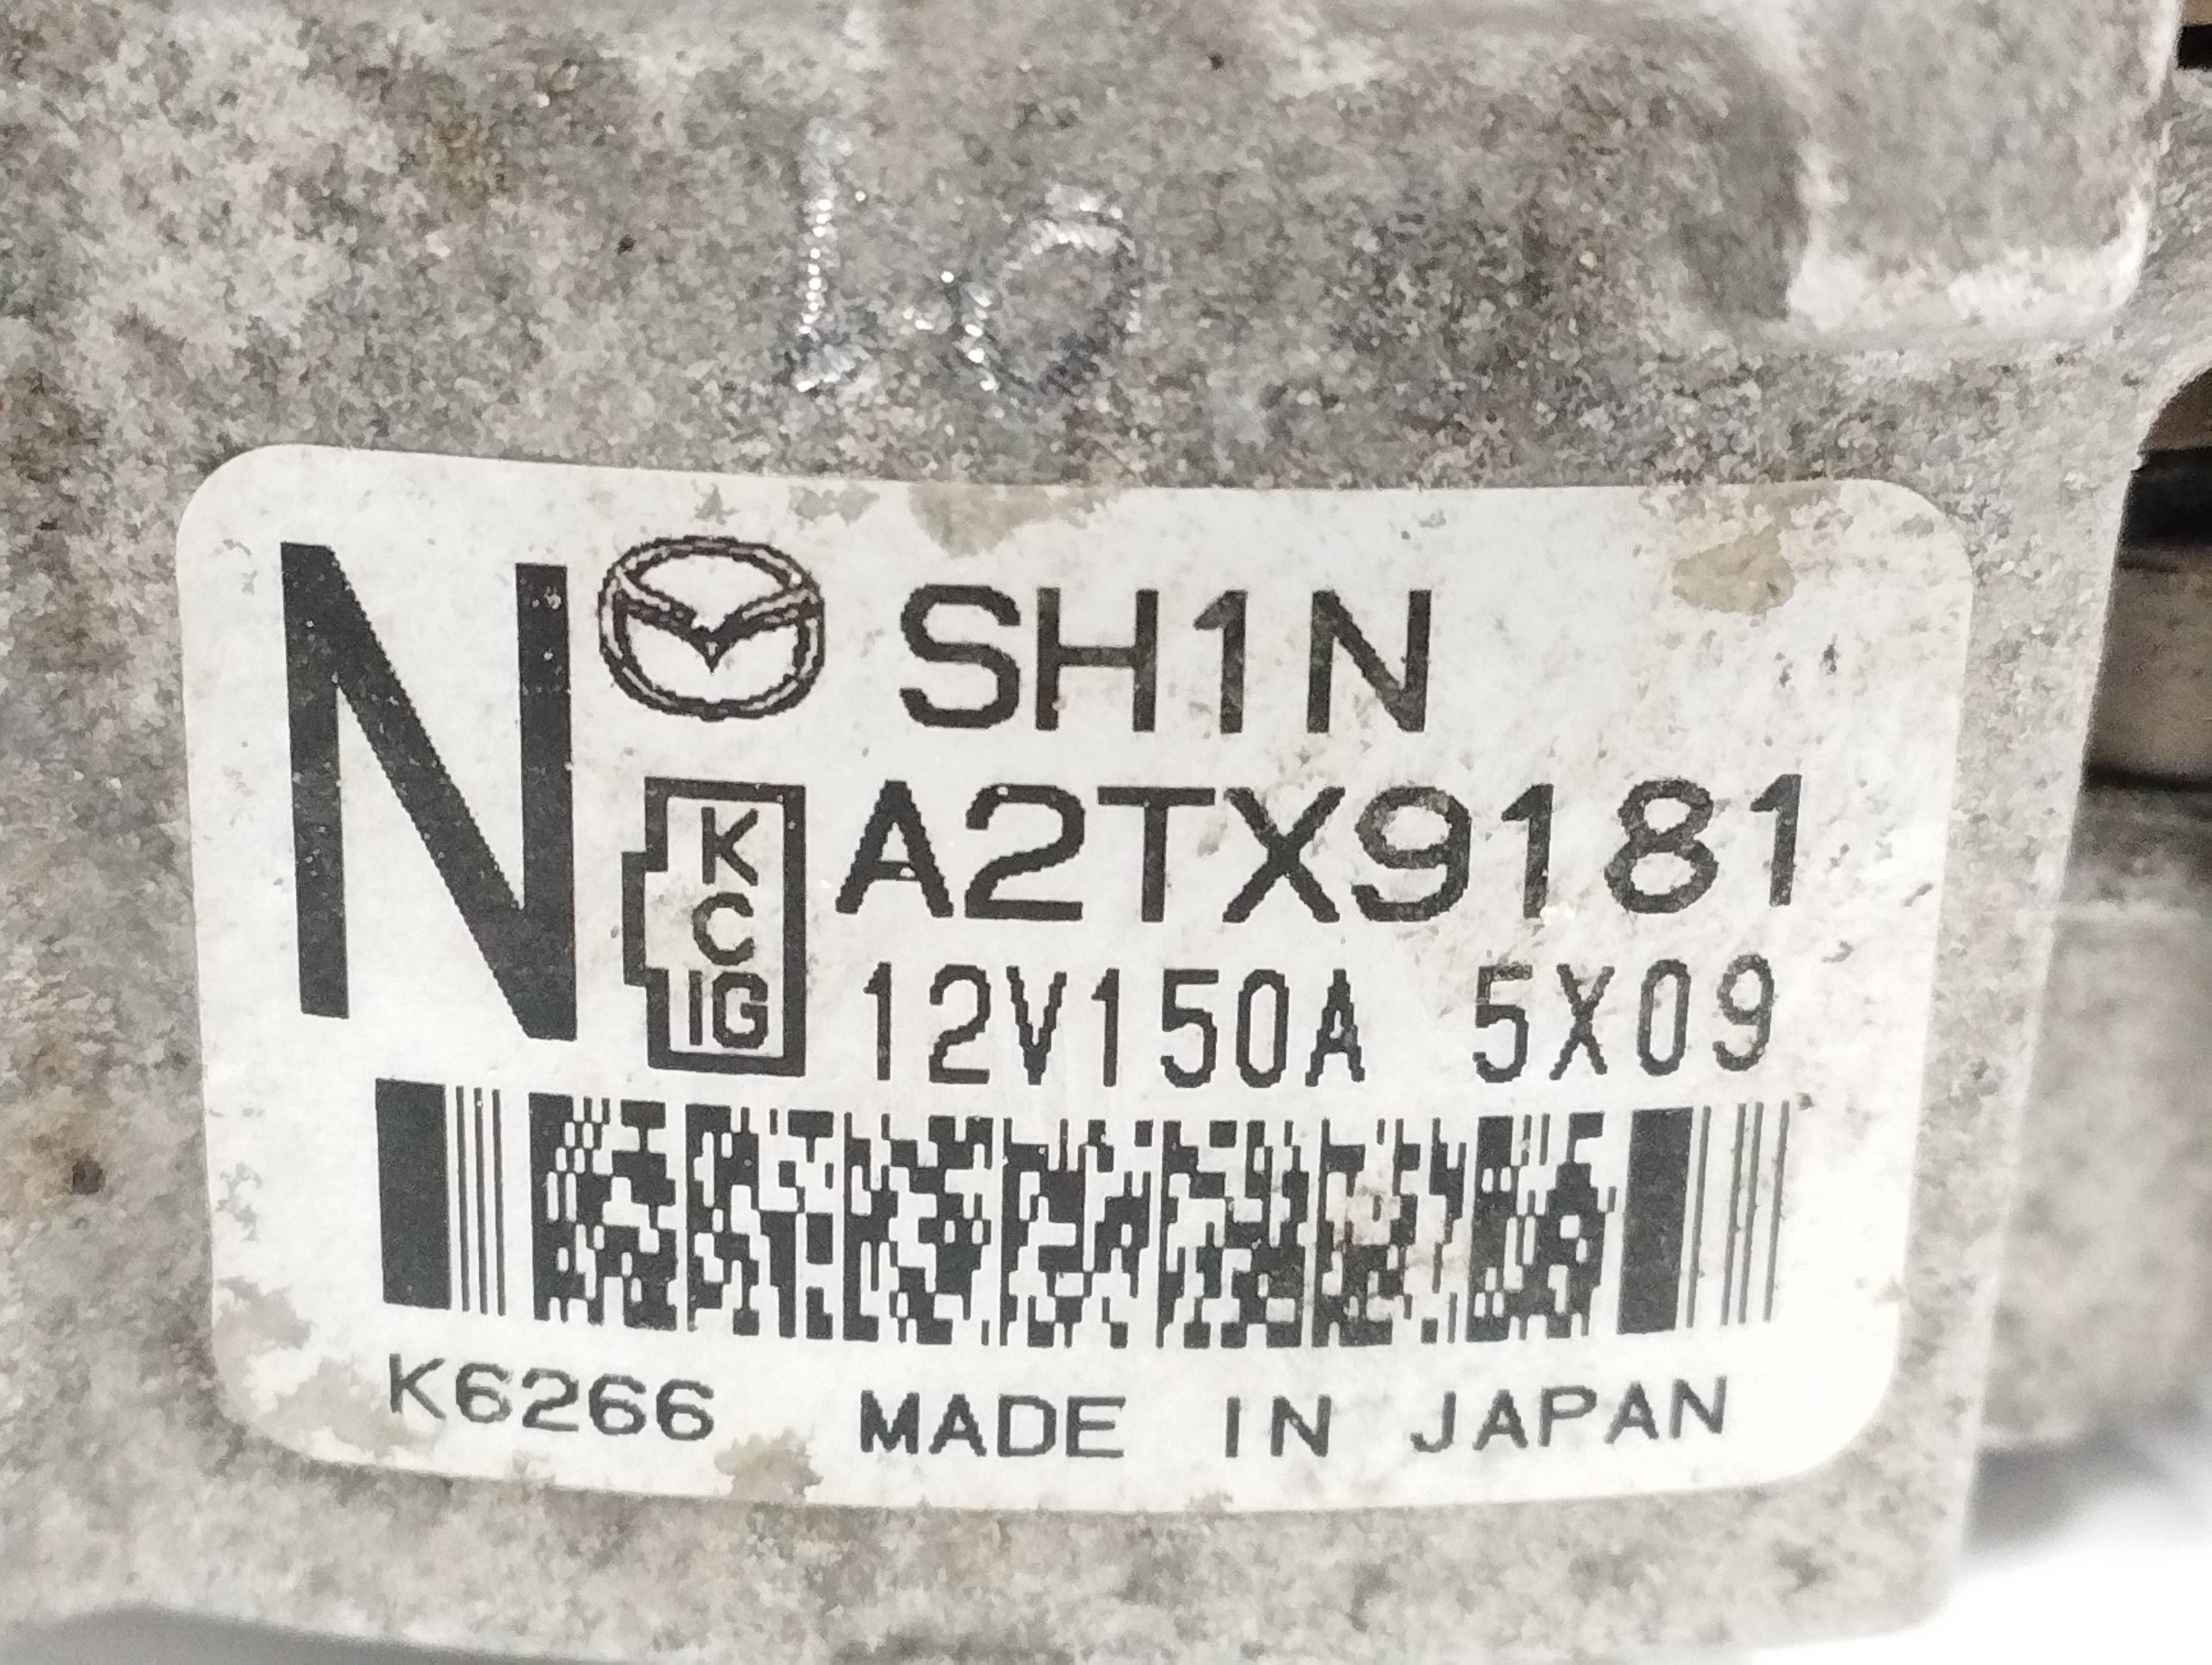 N
SH1N
K
C
IG
A2TX9181
12V150A 5X09
K6266 MADE IN JAPAN